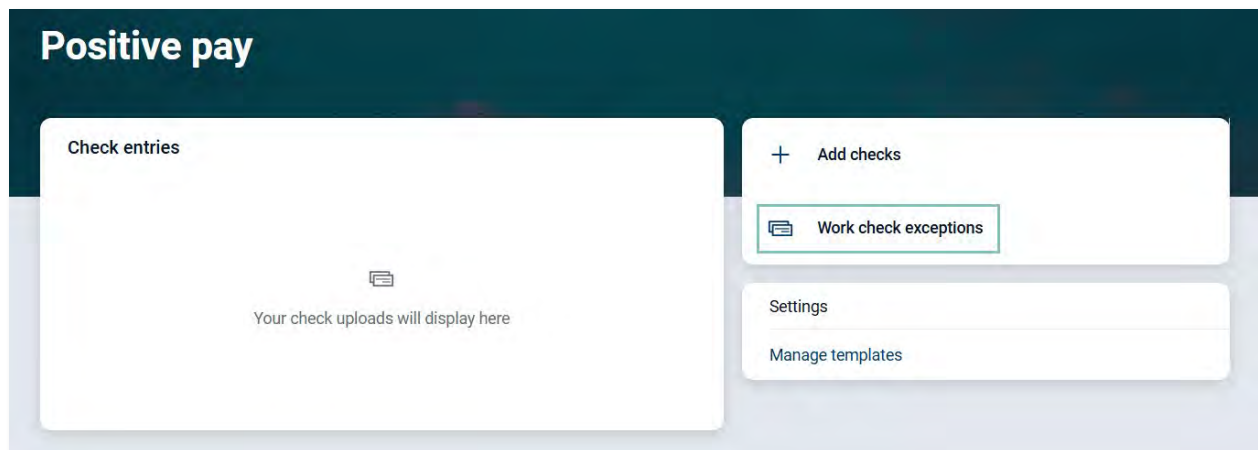 Positive pay
Check entries
Your check uploads will display here
Add checks
Work check exceptions
Settings
Manage templates